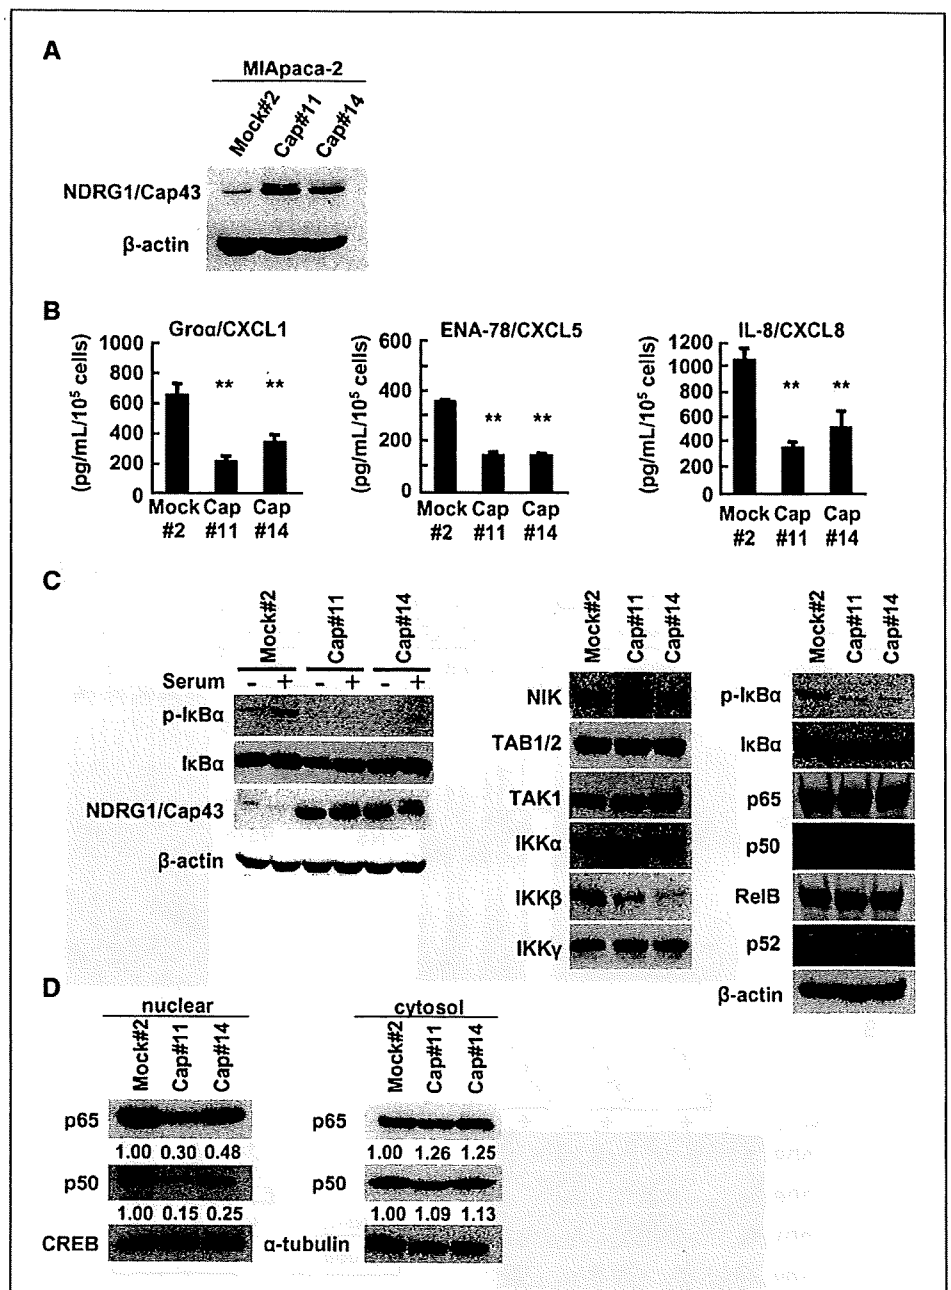 A
MIApaca-2
Mock#2 Cap#11 Cap#14
NDRG1/Cap43
β-actin
B
Groα/CXCL1
(pg/mL/10⁵ cells)
1000
800
600
400
200
0
Mock Cap Cap
#2 #11 #14
** **
ENA-78/CXCL5
(pg/mL/10⁵ cells)
600
400
200
0
Mock Cap Cap
#2 #11 #14
** **
IL-8/CXCL8
(pg/mL/10⁵ cells)
1200
1000
800
600
400
200
0
Mock Cap Cap
#2 #11 #14
** **
C
Mock#2 Cap#11 Cap#14
Serum - + - + - +
p-IκBα
IκBα
NDRG1/Cap43
β-actin
Mock#2 Cap#11 Cap#14
NIK
TAB1/2
TAK1
IKKα
IKKβ
IKKγ
Mock#2 Cap#11 Cap#14
p-IκBα
IκBα
p65
p50
RelB
p52
β-actin
D
nuclear
Mock#2 Cap#11 Cap#14
p65
1.00 0.30 0.48
p50
1.00 0.15 0.25
CREB
cytosol
Mock#2 Cap#11 Cap#14
p65
1.00 1.26 1.25
p50
1.00 1.09 1.13
α-tubulin